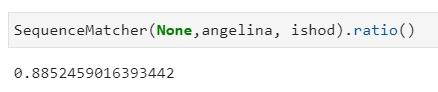 SequenceMatcher(None,angelina, ishod).ratio()
0.8852459016393442